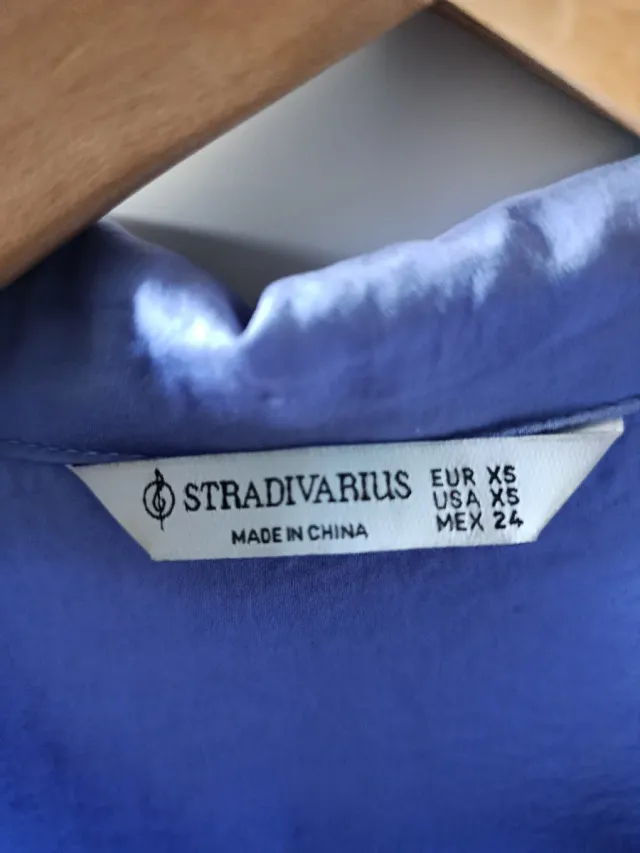 STRADIVARIUS
MADE IN CHINA
EUR XS
USA XS
MEX 24